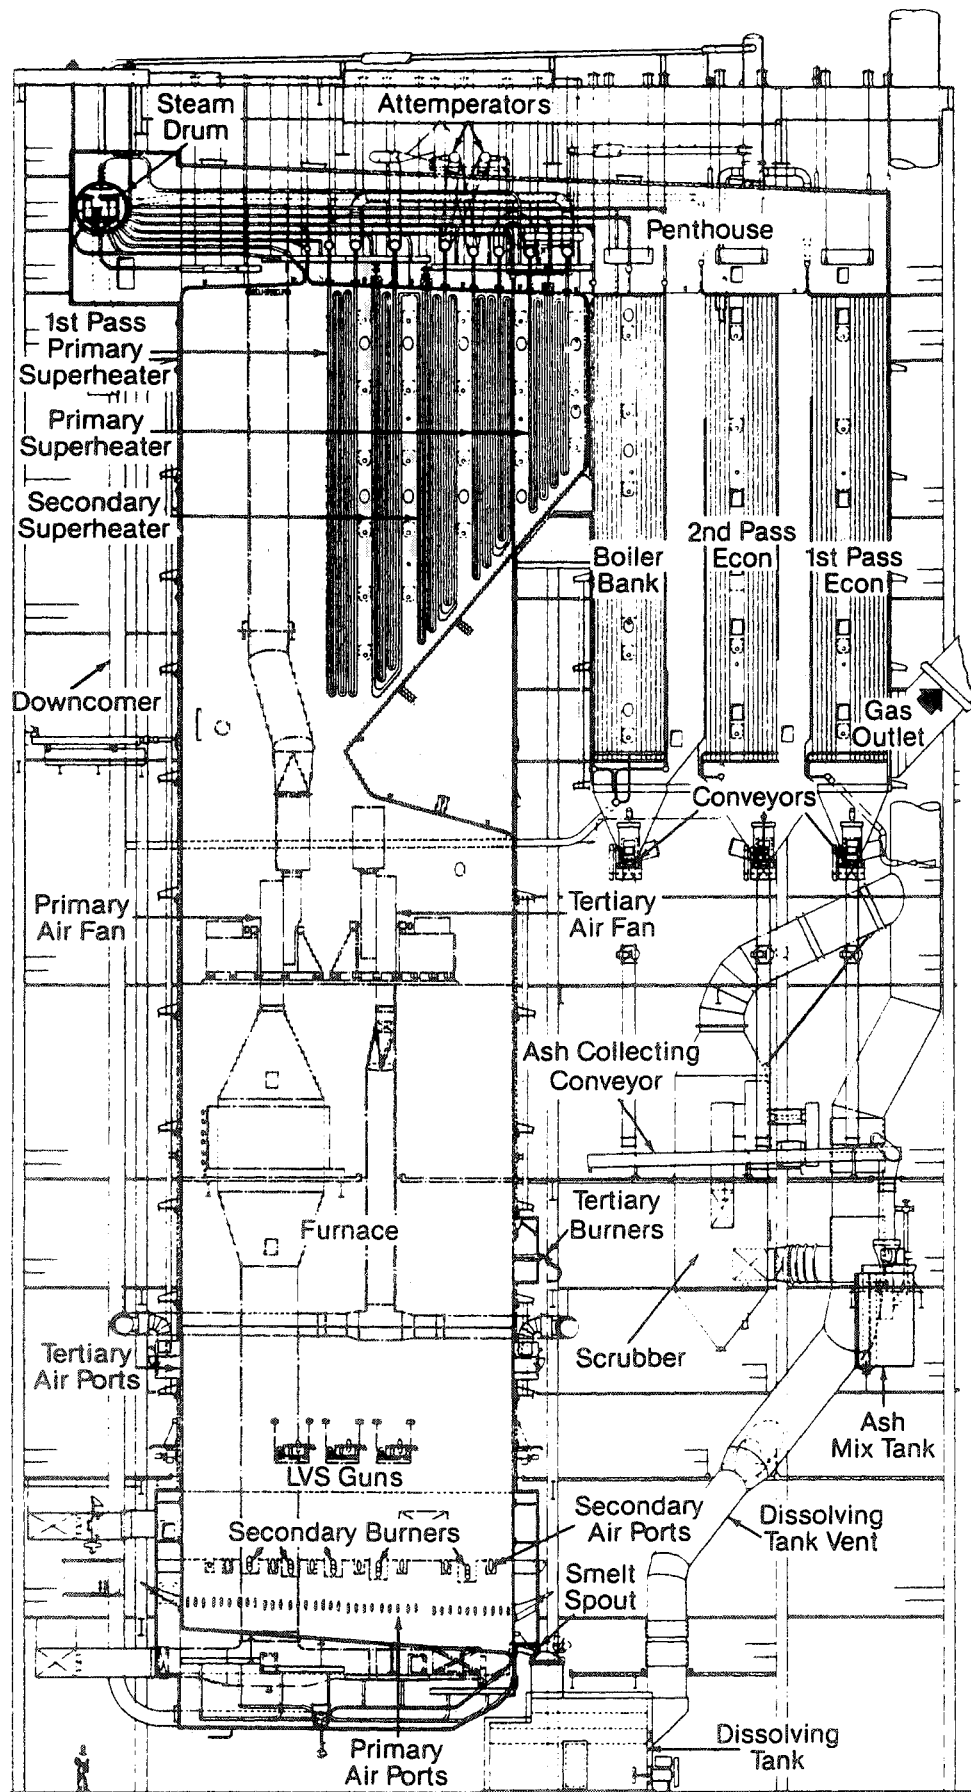 Steam
Drum
Attemperators
Penthouse
1st Pass
Primary
Superheater
Primary
Superheater
Secondary
Superheater
Boiler
Bank
2nd Pass
Econ
1st Pass
Econ
Downcomer
Gas
Outlet
Conveyors
Primary
Air Fan
Tertiary
Air Fan
Ash Collecting
Conveyor
Furnace
Tertiary
Burners
Tertiary
Air Ports
Scrubber
Ash
Mix Tank
LVS Guns
Secondary Burners
Secondary
Air Ports
Dissolving
Tank Vent
Smelt
Spout
Primary
Air Ports
Dissolving
Tank